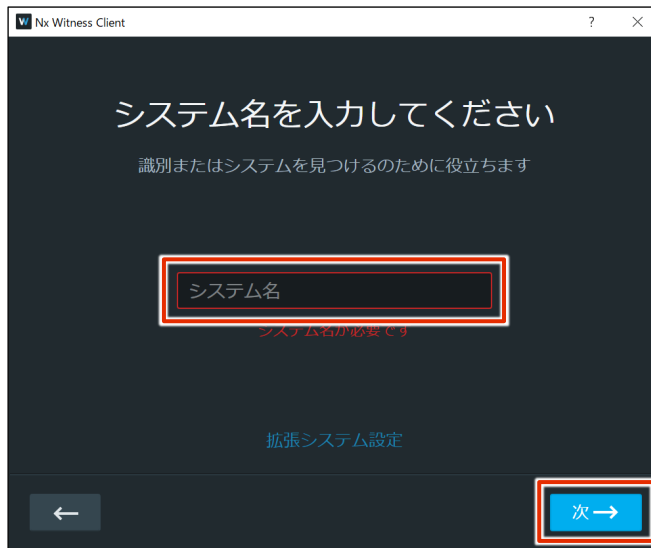 Nx Witness Client
システム名を入力してください
識別またはシステムを見つけるのために役立ちます
システム名
システム名が必要です
拡張システム設定
次